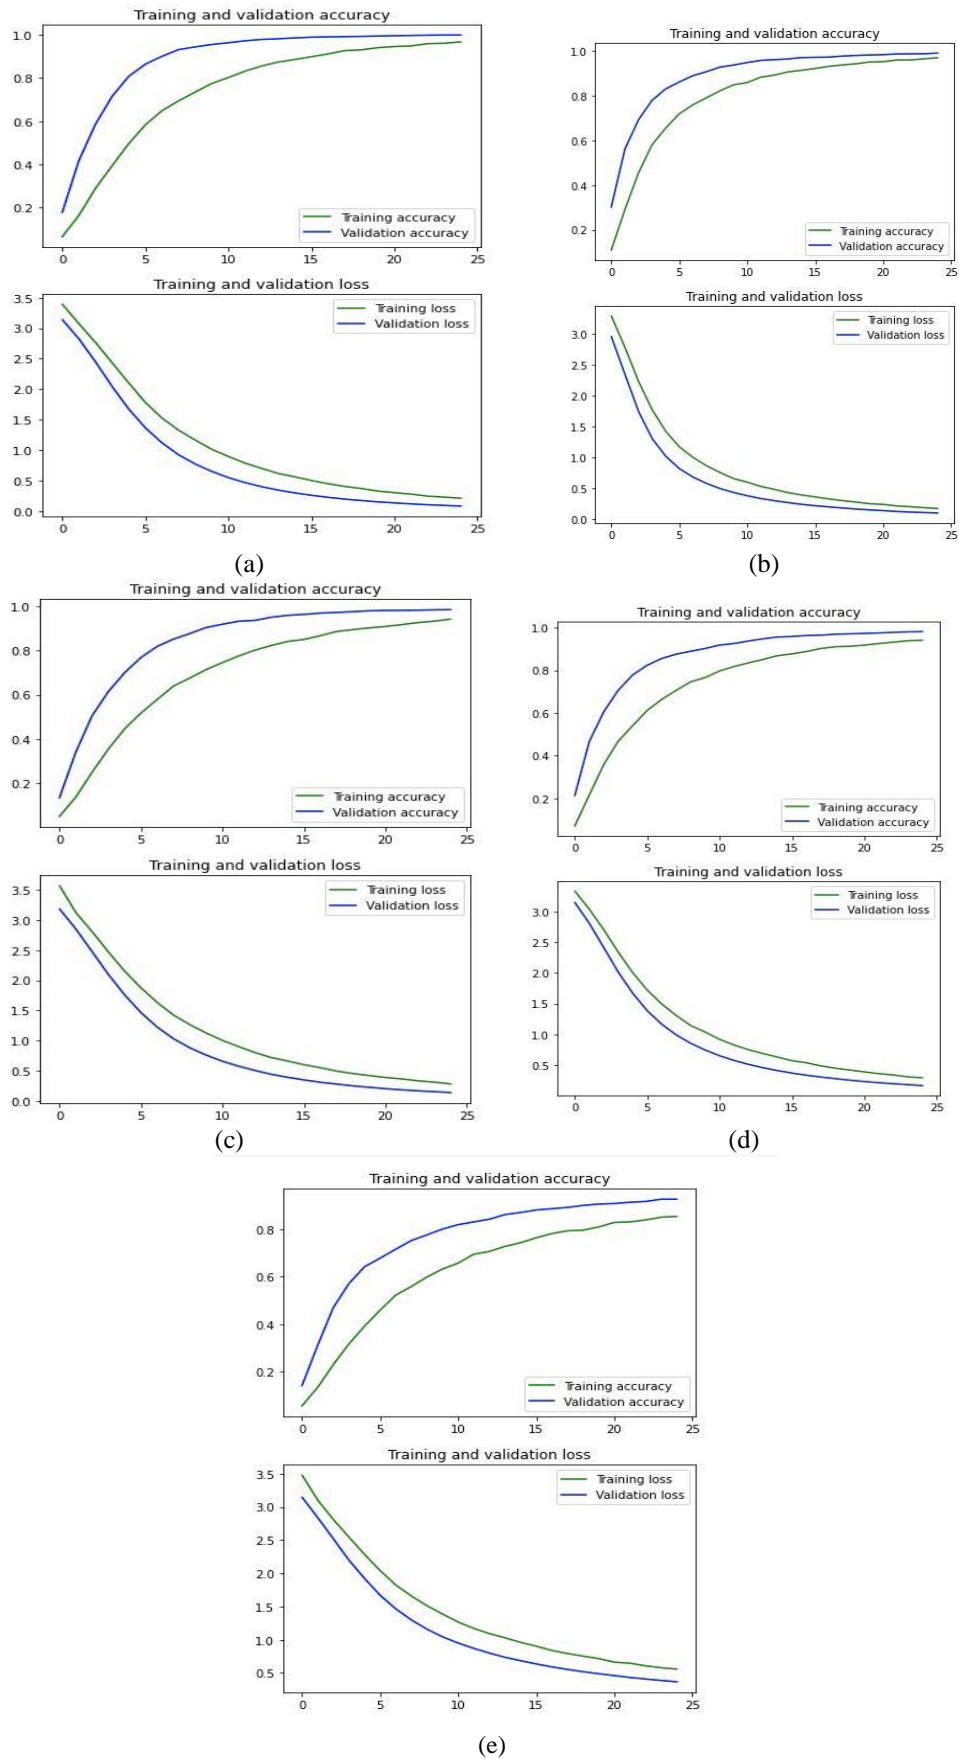 Training and validation accuracy
1.0
0.8
0.6
0.4
0.2
Training accuracy
Validation accuracy
0 5 10 15 20 25
Training and validation loss
3.5
3.0
2.5
2.0
1.5
1.0
0.5
0.0
Training loss
Validation loss
0 5 10 15 20 25
(a)
Training and validation accuracy
1.0
0.8
0.6
0.4
0.2
Training accuracy
Validation accuracy
0 5 10 15 20 25
Training and validation loss
3.0
2.5
2.0
1.5
1.0
0.5
0.0
Training loss
Validation loss
0 5 10 15 20 25
(b)
Training and validation accuracy
1.0
0.8
0.6
0.4
0.2
Training accuracy
Validation accuracy
0 5 10 15 20 25
Training and validation loss
3.5
3.0
2.5
2.0
1.5
1.0
0.5
0.0
Training loss
Validation loss
0 5 10 15 20 25
(c)
Training and validation accuracy
1.0
0.8
0.6
0.4
0.2
Training accuracy
Validation accuracy
0 5 10 15 20 25
Training and validation loss
3.0
2.5
2.0
1.5
1.0
0.5
Training loss
Validation loss
0 5 10 15 20 25
(d)
Training and validation accuracy
0.8
0.6
0.4
0.2
Training accuracy
Validation accuracy
0 5 10 15 20 25
Training and validation loss
3.5
3.0
2.5
2.0
1.5
1.0
0.5
Training loss
Validation loss
0 5 10 15 20 25
(e)